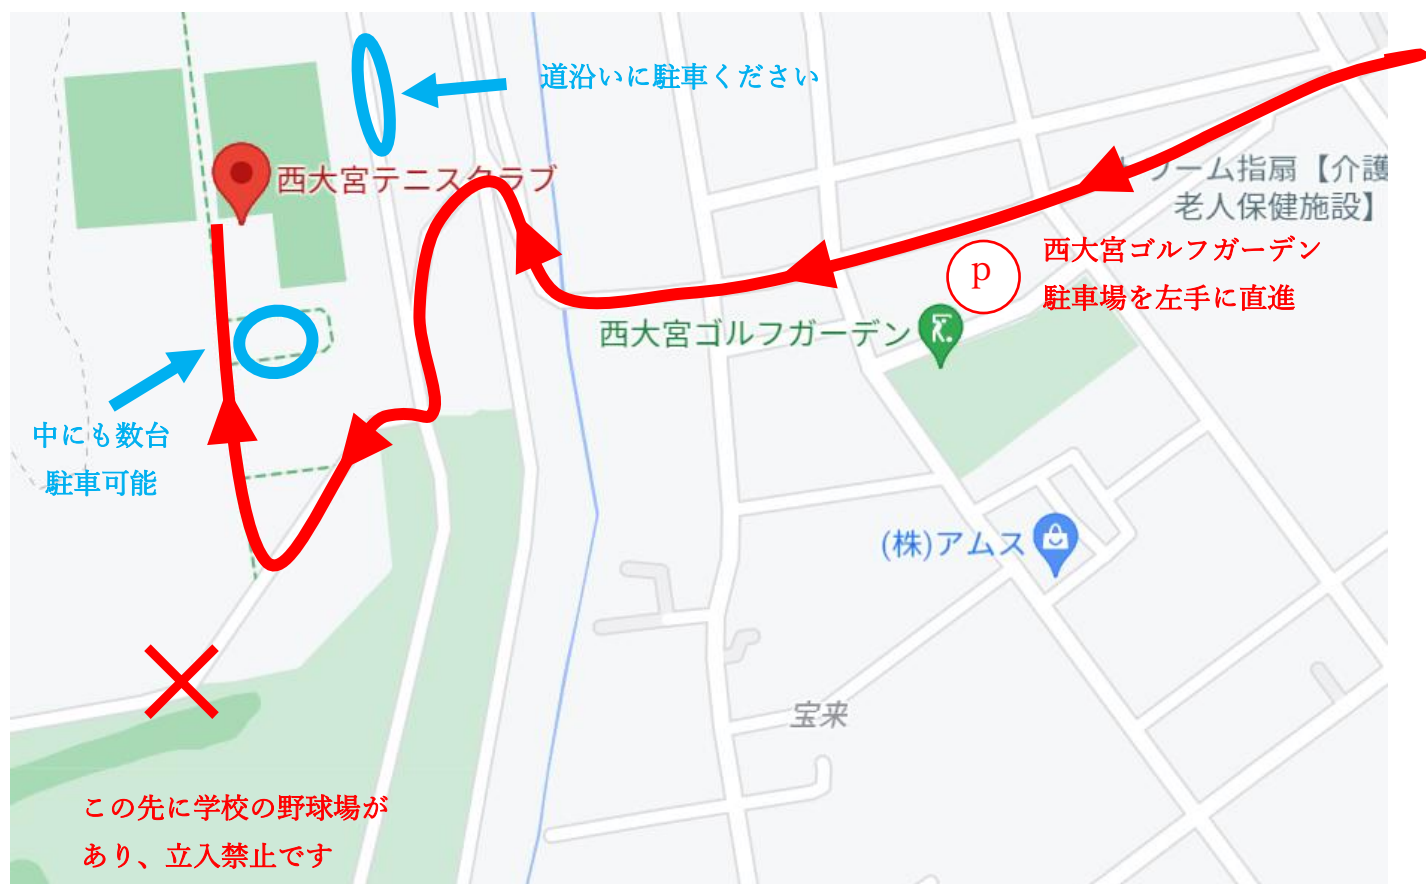 道沿いに駐車ください
西大宮テニスクラブ
ーム指扇【介護
老人保健施設】
西大宮ゴルフガーデン
駐車場を左手に直進
p
西大宮ゴルフガーデン
中にも数台
駐車可能
(株)アムス
宝来
この先に学校の野球場が
あり、立入禁止です